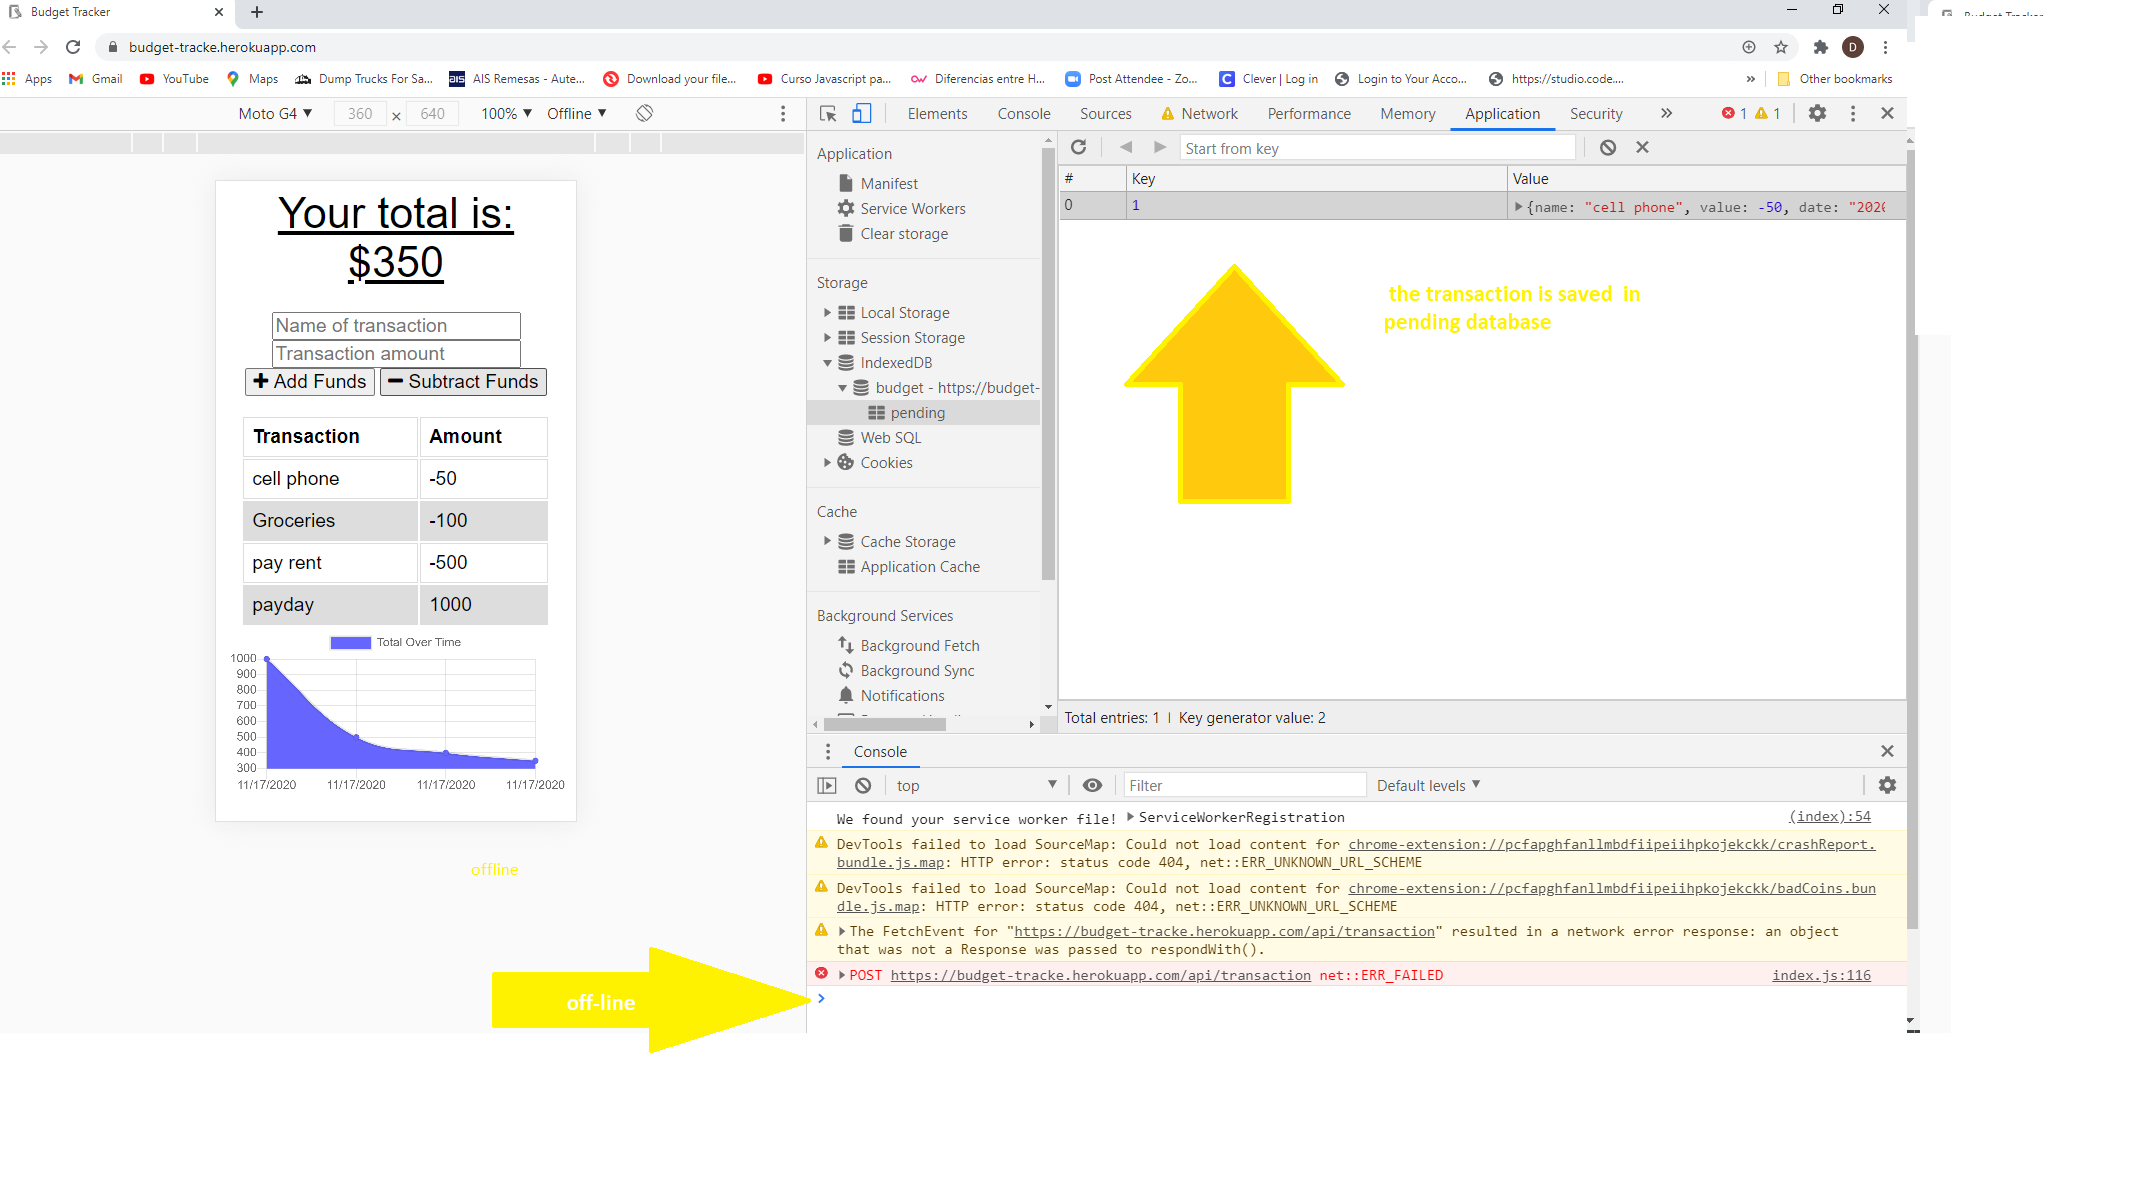 Budget Tracker
budget-tracke.herokuapp.com
D
Apps Gmail YouTube Maps Dump Trucks For Sa... AIS Remesas - Aute... Download your file... Curso Javascript pa... Diferencias entre H... Post Attendee - Zo... Clever | Log in Login to Your Acco... https://studio.code.... » Other bookmarks
Moto G4 ▼ 360 × 640 100% ▼ Offline ▼
Elements Console Sources Network Performance Memory Application Security » 1 1
Your total is:
$350
Name of transaction
Transaction amount
Add Funds Subtract Funds
Transaction Amount
cell phone -50
Groceries -100
pay rent -500
payday 1000
Total Over Time
1000
900
800
700
600
500
400
300
11/17/2020 11/17/2020 11/17/2020 11/17/2020
offline
off-line
Application
Manifest
Service Workers
Clear storage
Storage
Local Storage
Session Storage
IndexedDB
budget - https://budget-
pending
Web SQL
Cookies
Cache
Cache Storage
Application Cache
Background Services
Background Fetch
Background Sync
Notifications
Start from key
# Key Value
0 1 {name: "cell phone", value: -50, date: "2020
the transaction is saved in
pending database
Total entries: 1 | Key generator value: 2
Console
top Filter Default levels ▼
We found your service worker file! ServiceWorkerRegistration (index):54
DevTools failed to load SourceMap: Could not load content for chrome-extension://pcfapghfanllmbdfiipeiihpkojekckk/crashReport.
bundle.js.map: HTTP error: status code 404, net::ERR_UNKNOWN_URL_SCHEME
DevTools failed to load SourceMap: Could not load content for chrome-extension://pcfapghfanllmbdfiipeiihpkojekckk/badCoins.bun
dle.js.map: HTTP error: status code 404, net::ERR_UNKNOWN_URL_SCHEME
The FetchEvent for "https://budget-tracke.herokuapp.com/api/transaction" resulted in a network error response: an object
that was not a Response was passed to respondWith().
POST https://budget-tracke.herokuapp.com/api/transaction net::ERR_FAILED index.js:116